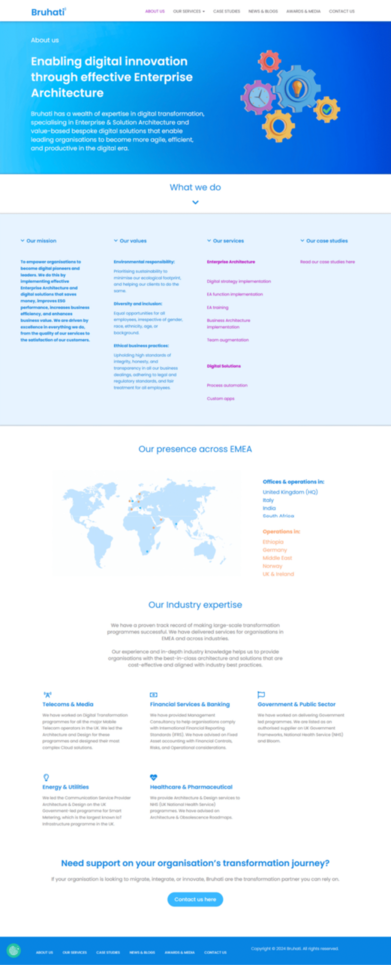 Bruhati
ABOUT US OUR SERVICES CASE STUDIES NEWS & BLOGS AWARDS & MEDIA CONTACT US
About us
Enabling digital innovation
through effective Enterprise
Architecture
Bruhati has a wealth of expertise in digital transformation,
specialising in Enterprise & Solution Architecture and
value-based bespoke digital solutions that enable
leading organisations to become more agile, efficient,
and productive in the digital era.
What we do
Our mission
To empower organisations to
become digital pioneers and
leaders. We do this by
implementing effective
Enterprise Architecture and
digital solutions that saves
money, improves
performance, increases business
efficiency, and enhances
business value. We are driven by
excellence in everything we do,
from the quality of our services to
the satisfaction of our customers.
Our values
Environmental responsibility:
Prioritising sustainability to
minimise our ecological footprint,
and helping our clients to do the
same.
Diversity and inclusion:
Equal opportunities for all
employees, irrespective of gender,
race, ethnicity, age, or
background.
Ethical business practices:
Upholding high standards of
integrity, honesty, and
transparency in all our business
dealings, adhering to legal and
regulatory standards, and fair
treatment for all employees.
Our services
Enterprise Architecture
Digital strategy implementation
EA function implementation
EA training
Business Architecture
implementation
Team augmentation
Digital Solutions
Process automation
Custom apps
Our case studies
Read our case studies here
Our presence across EMEA
Offices & operations in:
United Kingdom (HQ)
Italy
India
South Africa
Operations in:
Ethiopia
Germany
Middle East
Norway
UK & Ireland
Our Industry expertise
We have a proven track record of making large-scale transformation
programmes successful. We have delivered services for organisations in
EMEA and across industries.
Our experience and in-depth industry knowledge helps us to provide
organisations with the best-in-class architecture and solutions that are
cost-effective and aligned with industry best practices.
Telecoms & Media
We have worked on Digital Transformation
programmes for all the major Mobile
Telecom operators in the UK. We led the
Architecture and Design for these
programmes and designed their most
complex Cloud solutions.
Financial Services & Banking
We have provided Management
Consultancy to help organisations comply
with International Financial Reporting
Standards (IFRS). We have advised on Fixed
Asset accounting with Financial Controls,
Risks, and Operational considerations.
Government & Public Sector
We have worked on delivering Government
led programmes. We are listed as an
authorised supplier on UK Government
Frameworks, National Health Service (NHS)
and Bloom.
Energy & Utilities
We led the Communication Service Provider
Architecture & Design on the UK
Government-led programme for Smart
Metering, which is the largest known IoT
infrastructure programme in the UK.
Healthcare & Pharmaceutical
We provide Architecture & Design services to
NHS (UK National Health Service)
programmes. We have advised on
Architecture & Obsolescence Roadmaps.
Need support on your organisation's transformation journey?
If your organisation is looking to migrate, integrate, or innovate, Bruhati are the transformation partner you can rely on.
Contact us here
ABOUT US OUR SERVICES CASE STUDIES NEWS & BLOGS AWARDS & MEDIA CONTACT US
Copyright © 2024 Bruhati. All rights reserved.